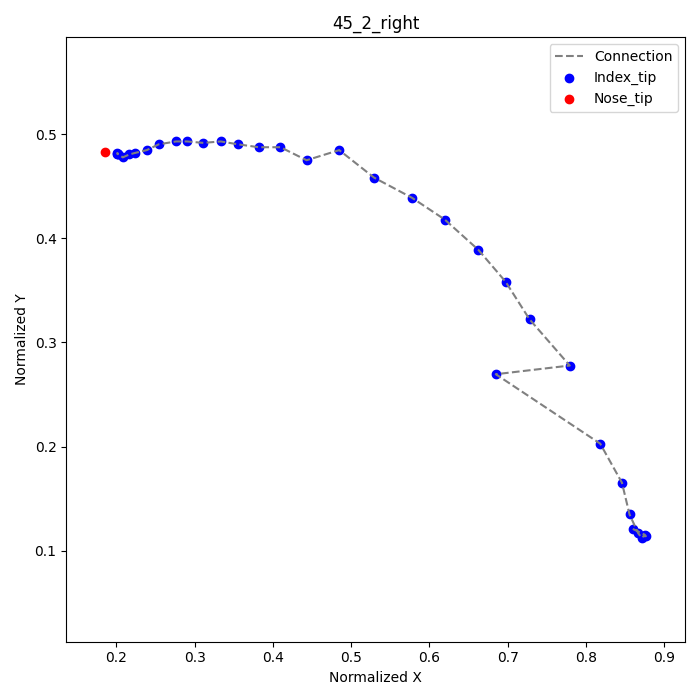 45_2_right
Connection
Index_tip
Nose_tip
Normalized Y
0.5
0.4
0.3
0.2
0.1
0.2 0.3 0.4 0.5 0.6 0.7 0.8 0.9
Normalized X